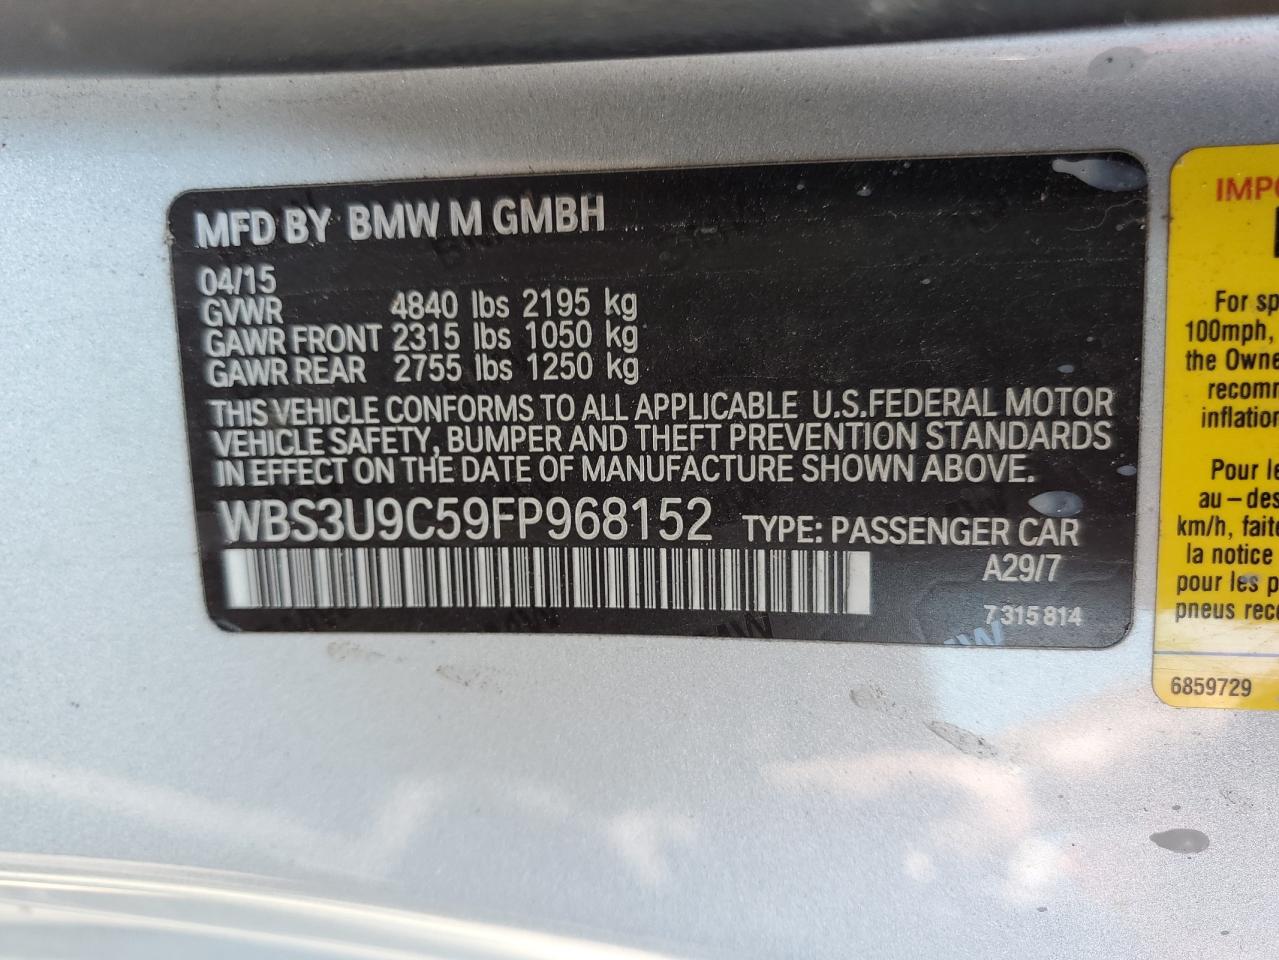 MFD BY BMW M GMBH
04/15
GVWR 4840 lbs 2195 kg
GAWR FRONT 2315 lbs 1050 kg
GAWR REAR 2755 lbs 1250 kg
THIS VEHICLE CONFORMS TO ALL APPLICABLE U.S.FEDERAL MOTOR
VEHICLE SAFETY, BUMPER AND THEFT PREVENTION STANDARDS
IN EFFECT ON THE DATE OF MANUFACTURE SHOWN ABOVE.
WBS3U9C59FP968152 TYPE: PASSENGER CAR
A29/7
7 315 814
IMPO
For sp
100mph,
the Owne
recomm
inflation
Pour le
au – des
km/h, faite
la notice
pour les p
pneus reco
6859729